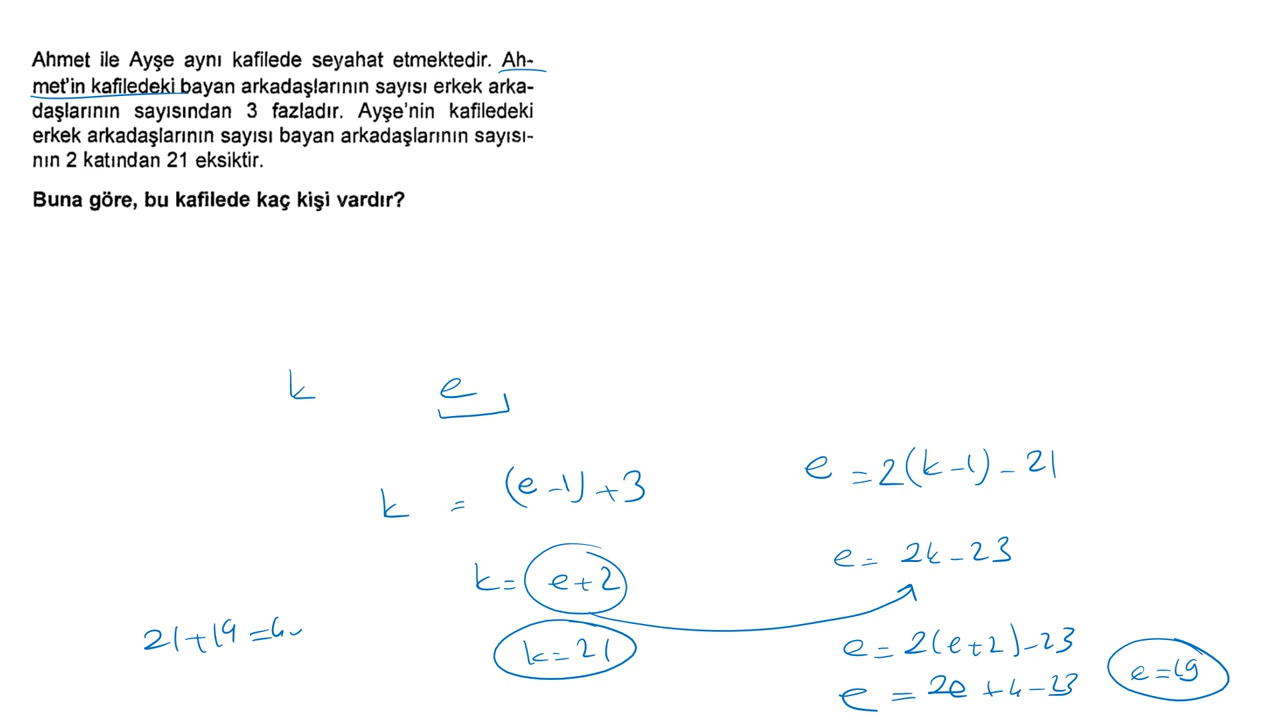 Ahmet ile Ayşe aynı kafilede seyahat etmektedir. Ah-
met'in kafiledeki bayan arkadaşlarının sayısı erkek arka-
daşlarının sayısından 3 fazladır. Ayşe'nin kafiledeki
erkek arkadaşlarının sayısı bayan arkadaşlarının sayısı-
nın 2 katından 21 eksiktir.
Buna göre, bu kafilede kaç kişi vardır?
k e
k = (e-1)+3
k= e+2
k=21
21+19=40
e =2(k-1)-21
e= 2k-23
e=2(e+2)-23
e = 2e +4-23
e=19